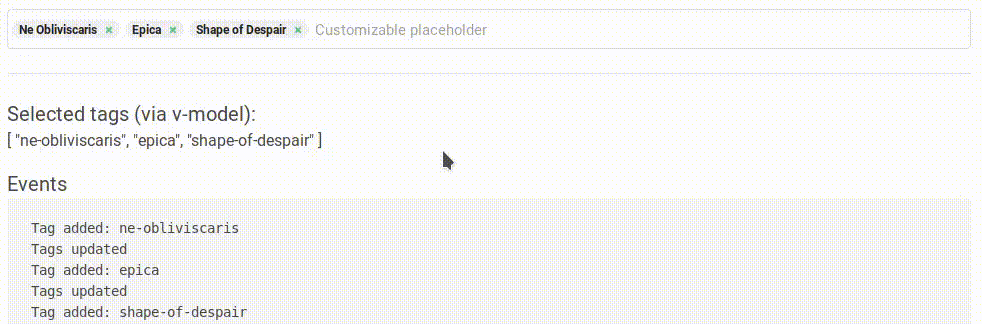 Ne Obliviscaris × Epica × Shape of Despair × Customizable placeholder
Selected tags (via v-model):
[ "ne-obliviscaris", "epica", "shape-of-despair" ]
Events
Tag added: ne-obliviscaris
Tags updated
Tag added: epica
Tags updated
Tag added: shape-of-despair